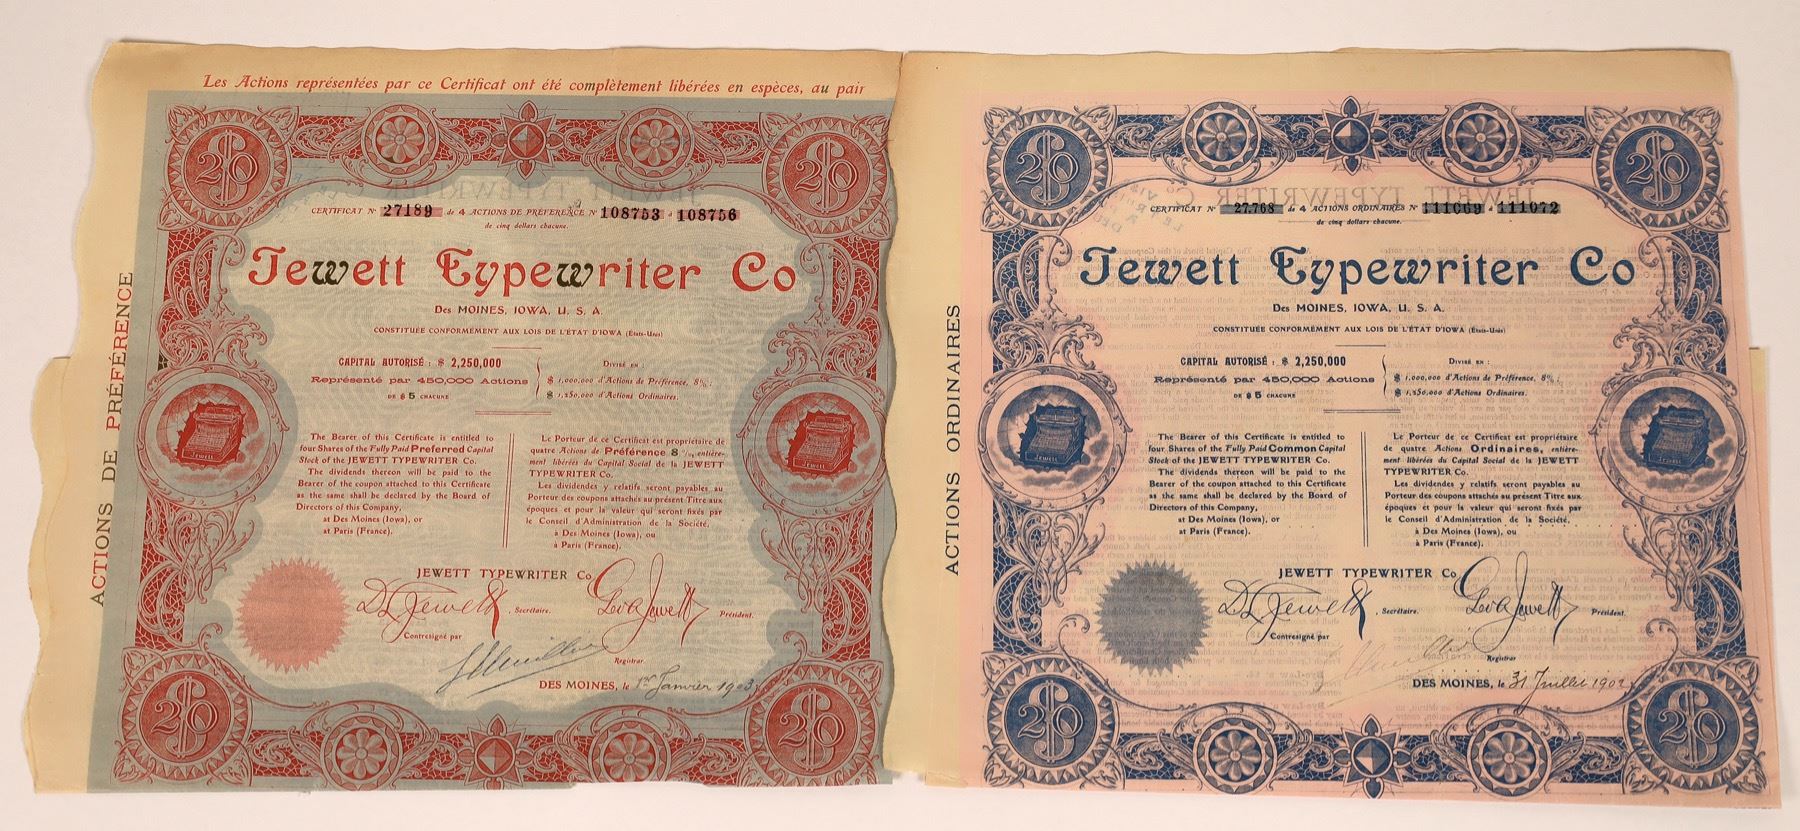 Les Actions représentées par ce Certificat ont été complètement libérées en espèces, au pair
ACTIONS DE PRÉFÉRENCE
$20
$20
CERTIFICAT Nº 27189 de 4 ACTIONS DE PRÉFÉRENCE Nº 108753 à 108756
de cinq dollars chacune.
Jewett Typewriter Co
Des MOINES, IOWA, U. S. A.
CONSTITUÉE CONFORMÉMENT AUX LOIS DE L'ÉTAT D'IOWA (États-Unis)
CAPITAL AUTORISÉ : $ 2,250,000
Représenté par 450,000 Actions
DE $ 5 CHACUNE
DIVISÉ EN :
$ 1,000,000 d'Actions de Préférence, 8%;
$ 1,250,000 d'Actions Ordinaires.
Jewett
Jewett
The Bearer of this Certificate is entitled to
four Shares of the Fully Paid Preferred Capital
Stock of the JEWETT TYPEWRITER Co.
The dividends thereon will be paid to the
Bearer of the coupon attached to this Certificate
as the same shall be declared by the Board of
Directors of this Company,
at Des Moines (Iowa), or
at Paris (France).
Le Porteur de ce Certificat est propriétaire de
quatre Actions de Préférence 8%, entière-
ment libérées du Capital Social de la JEWETT
TYPEWRITER Co.
Les dividendes y relatifs seront payables au
Porteur des coupons attachés au présent Titre aux
époques et pour la valeur qui seront fixés par
le Conseil d'Administration de la Société,
à Des Moines (Iowa), ou
à Paris (France).
JEWETT TYPEWRITER Co
D L Jewett, Secrétaire.
Geo A Jewett Président.
Contresigné par
Registrar
DES MOINES, le 1er Janvier 1903
$20
$20
ACTIONS ORDINAIRES
$20
$20
CERTIFICAT Nº 27.768 de 4 ACTIONS ORDINAIRES Nº 111069 à 111072
de cinq dollars chacune.
Jewett Typewriter Co
Des MOINES, IOWA, U. S. A.
CONSTITUÉE CONFORMÉMENT AUX LOIS DE L'ÉTAT D'IOWA (États-Unis)
CAPITAL AUTORISÉ : $ 2,250,000
Représenté par 450,000 Actions
DE $ 5 CHACUNE
DIVISÉ EN :
$ 1,000,000 d'Actions de Préférence, 8%;
$ 1,250,000 d'Actions Ordinaires.
Jewett
Jewett
The Bearer of this Certificate is entitled to
four Shares of the Fully Paid Common Capital
Stock of the JEWETT TYPEWRITER Co.
The dividends thereon will be paid to the
Bearer of the coupon attached to this Certificate
as the same shall be declared by the Board of
Directors of this Company,
at Des Moines (Iowa), or
at Paris (France).
Le Porteur de ce Certificat est propriétaire
de quatre Actions Ordinaires, entière-
ment libérées du Capital Social de la JEWETT
TYPEWRITER Co.
Les dividendes y relatifs seront payables au
Porteur des coupons attachés au présent Titre aux
époques et pour la valeur qui seront fixés par
le Conseil d'Administration de la Société,
à Des Moines (Iowa), ou
à Paris (France).
JEWETT TYPEWRITER Co
D L Jewett, Secrétaire.
Geo A Jewett Président.
Contresigné par
Registrar
DES MOINES, le 31 Juillet 1902
$20
$20